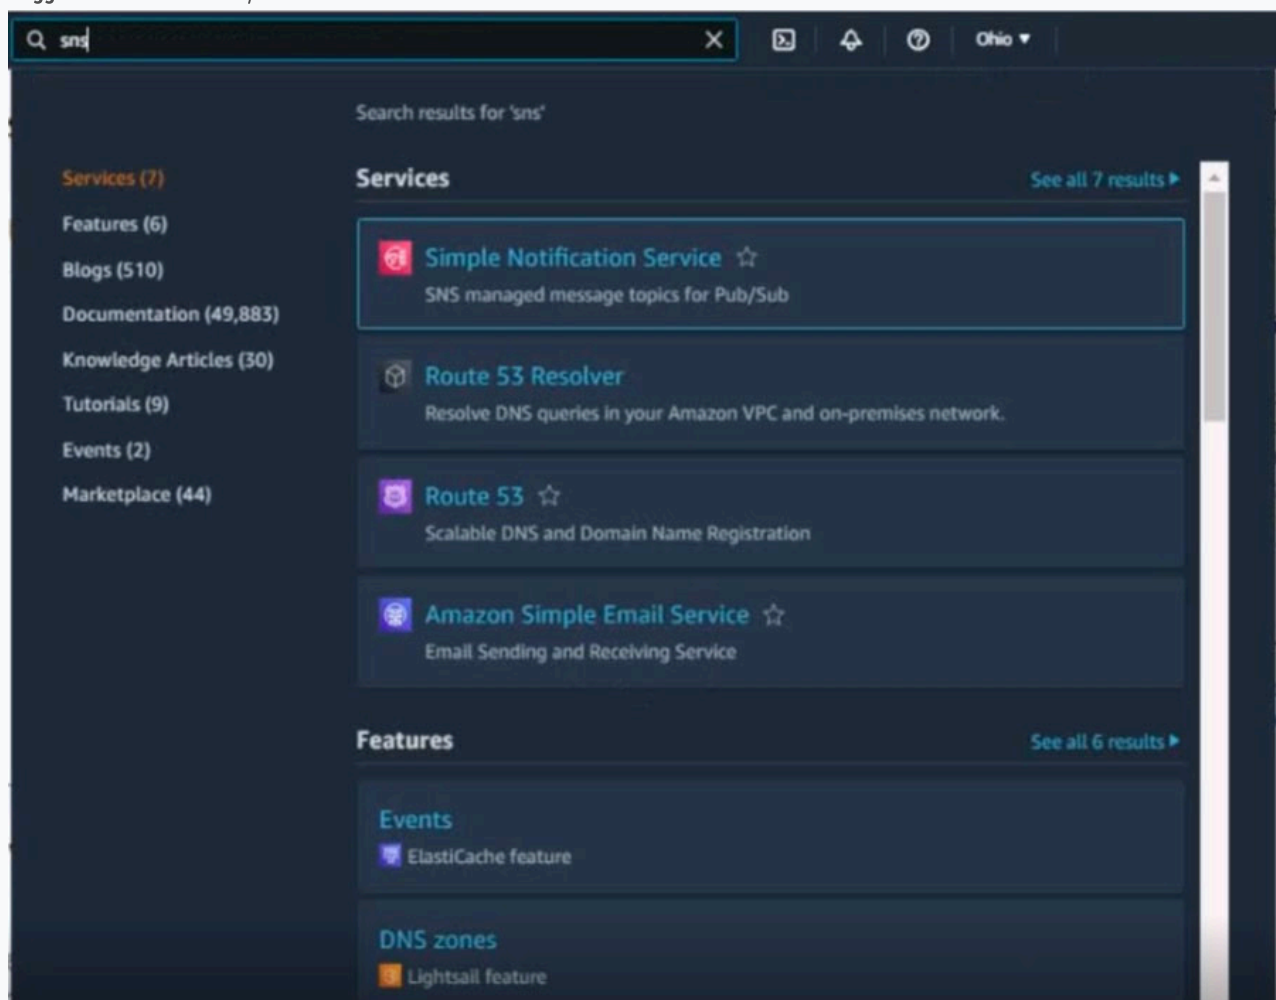 sns
Ohio
Search results for 'sns'
Services (7)
Features (6)
Blogs (510)
Documentation (49,883)
Knowledge Articles (30)
Tutorials (9)
Events (2)
Marketplace (44)
Services
See all 7 results
Simple Notification Service
SNS managed message topics for Pub/Sub
Route 53 Resolver
Resolve DNS queries in your Amazon VPC and on-premises network.
Route 53
Scalable DNS and Domain Name Registration
Amazon Simple Email Service
Email Sending and Receiving Service
Features
See all 6 results
Events
ElastiCache feature
DNS zones
Lightsail feature